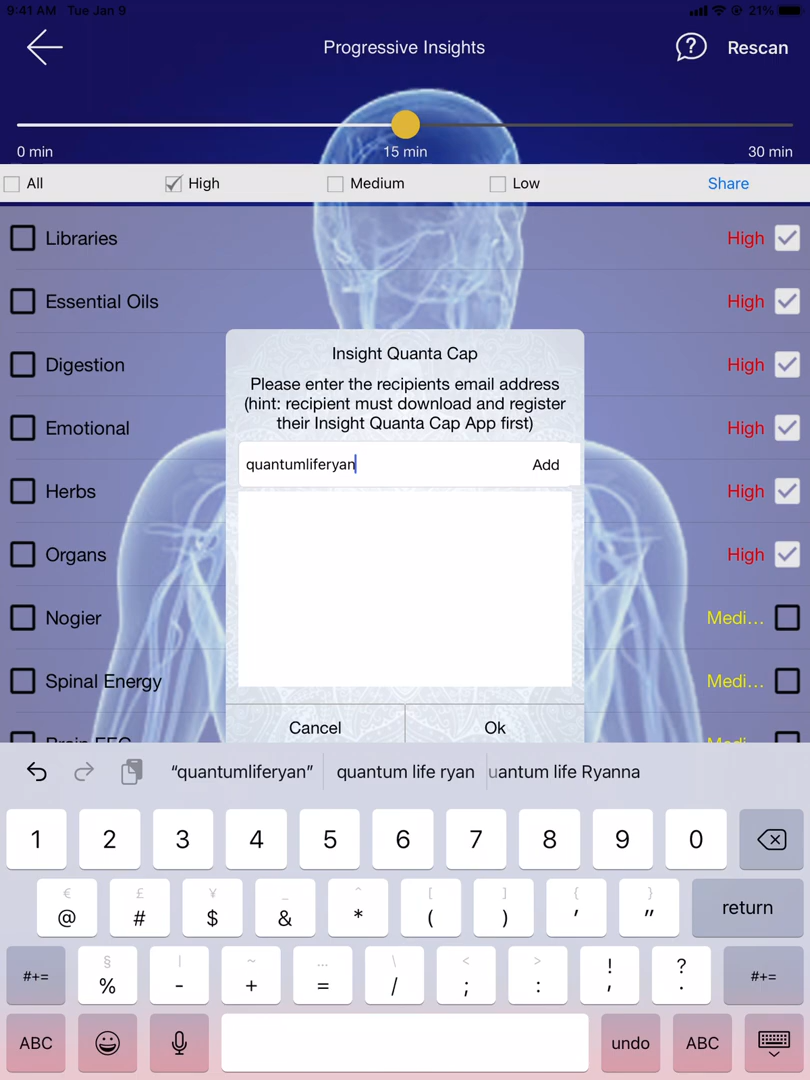 9:41 AM Tue Jan 9 21%
Progressive Insights
Rescan
0 min 15 min 30 min
All High Medium Low Share
Libraries High
Essential Oils High
Digestion High
Emotional High
Herbs High
Organs High
Nogier Medi...
Spinal Energy Medi...
Brain EEG Medi...
Insight Quanta Cap
Please enter the recipients email address
(hint: recipient must download and register
their Insight Quanta Cap App first)
quantumliferyan Add
Cancel Ok
“quantumliferyan” quantum life ryan uantum life Ryanna
1 2 3 4 5 6 7 8 9 0
€ £ ¥ _ ^ [ ] { }
@ # $ & * ( ) ' " return
§ | ~ … \ < > ! ?
#+= % - + = / ; : , . #+=
ABC undo ABC